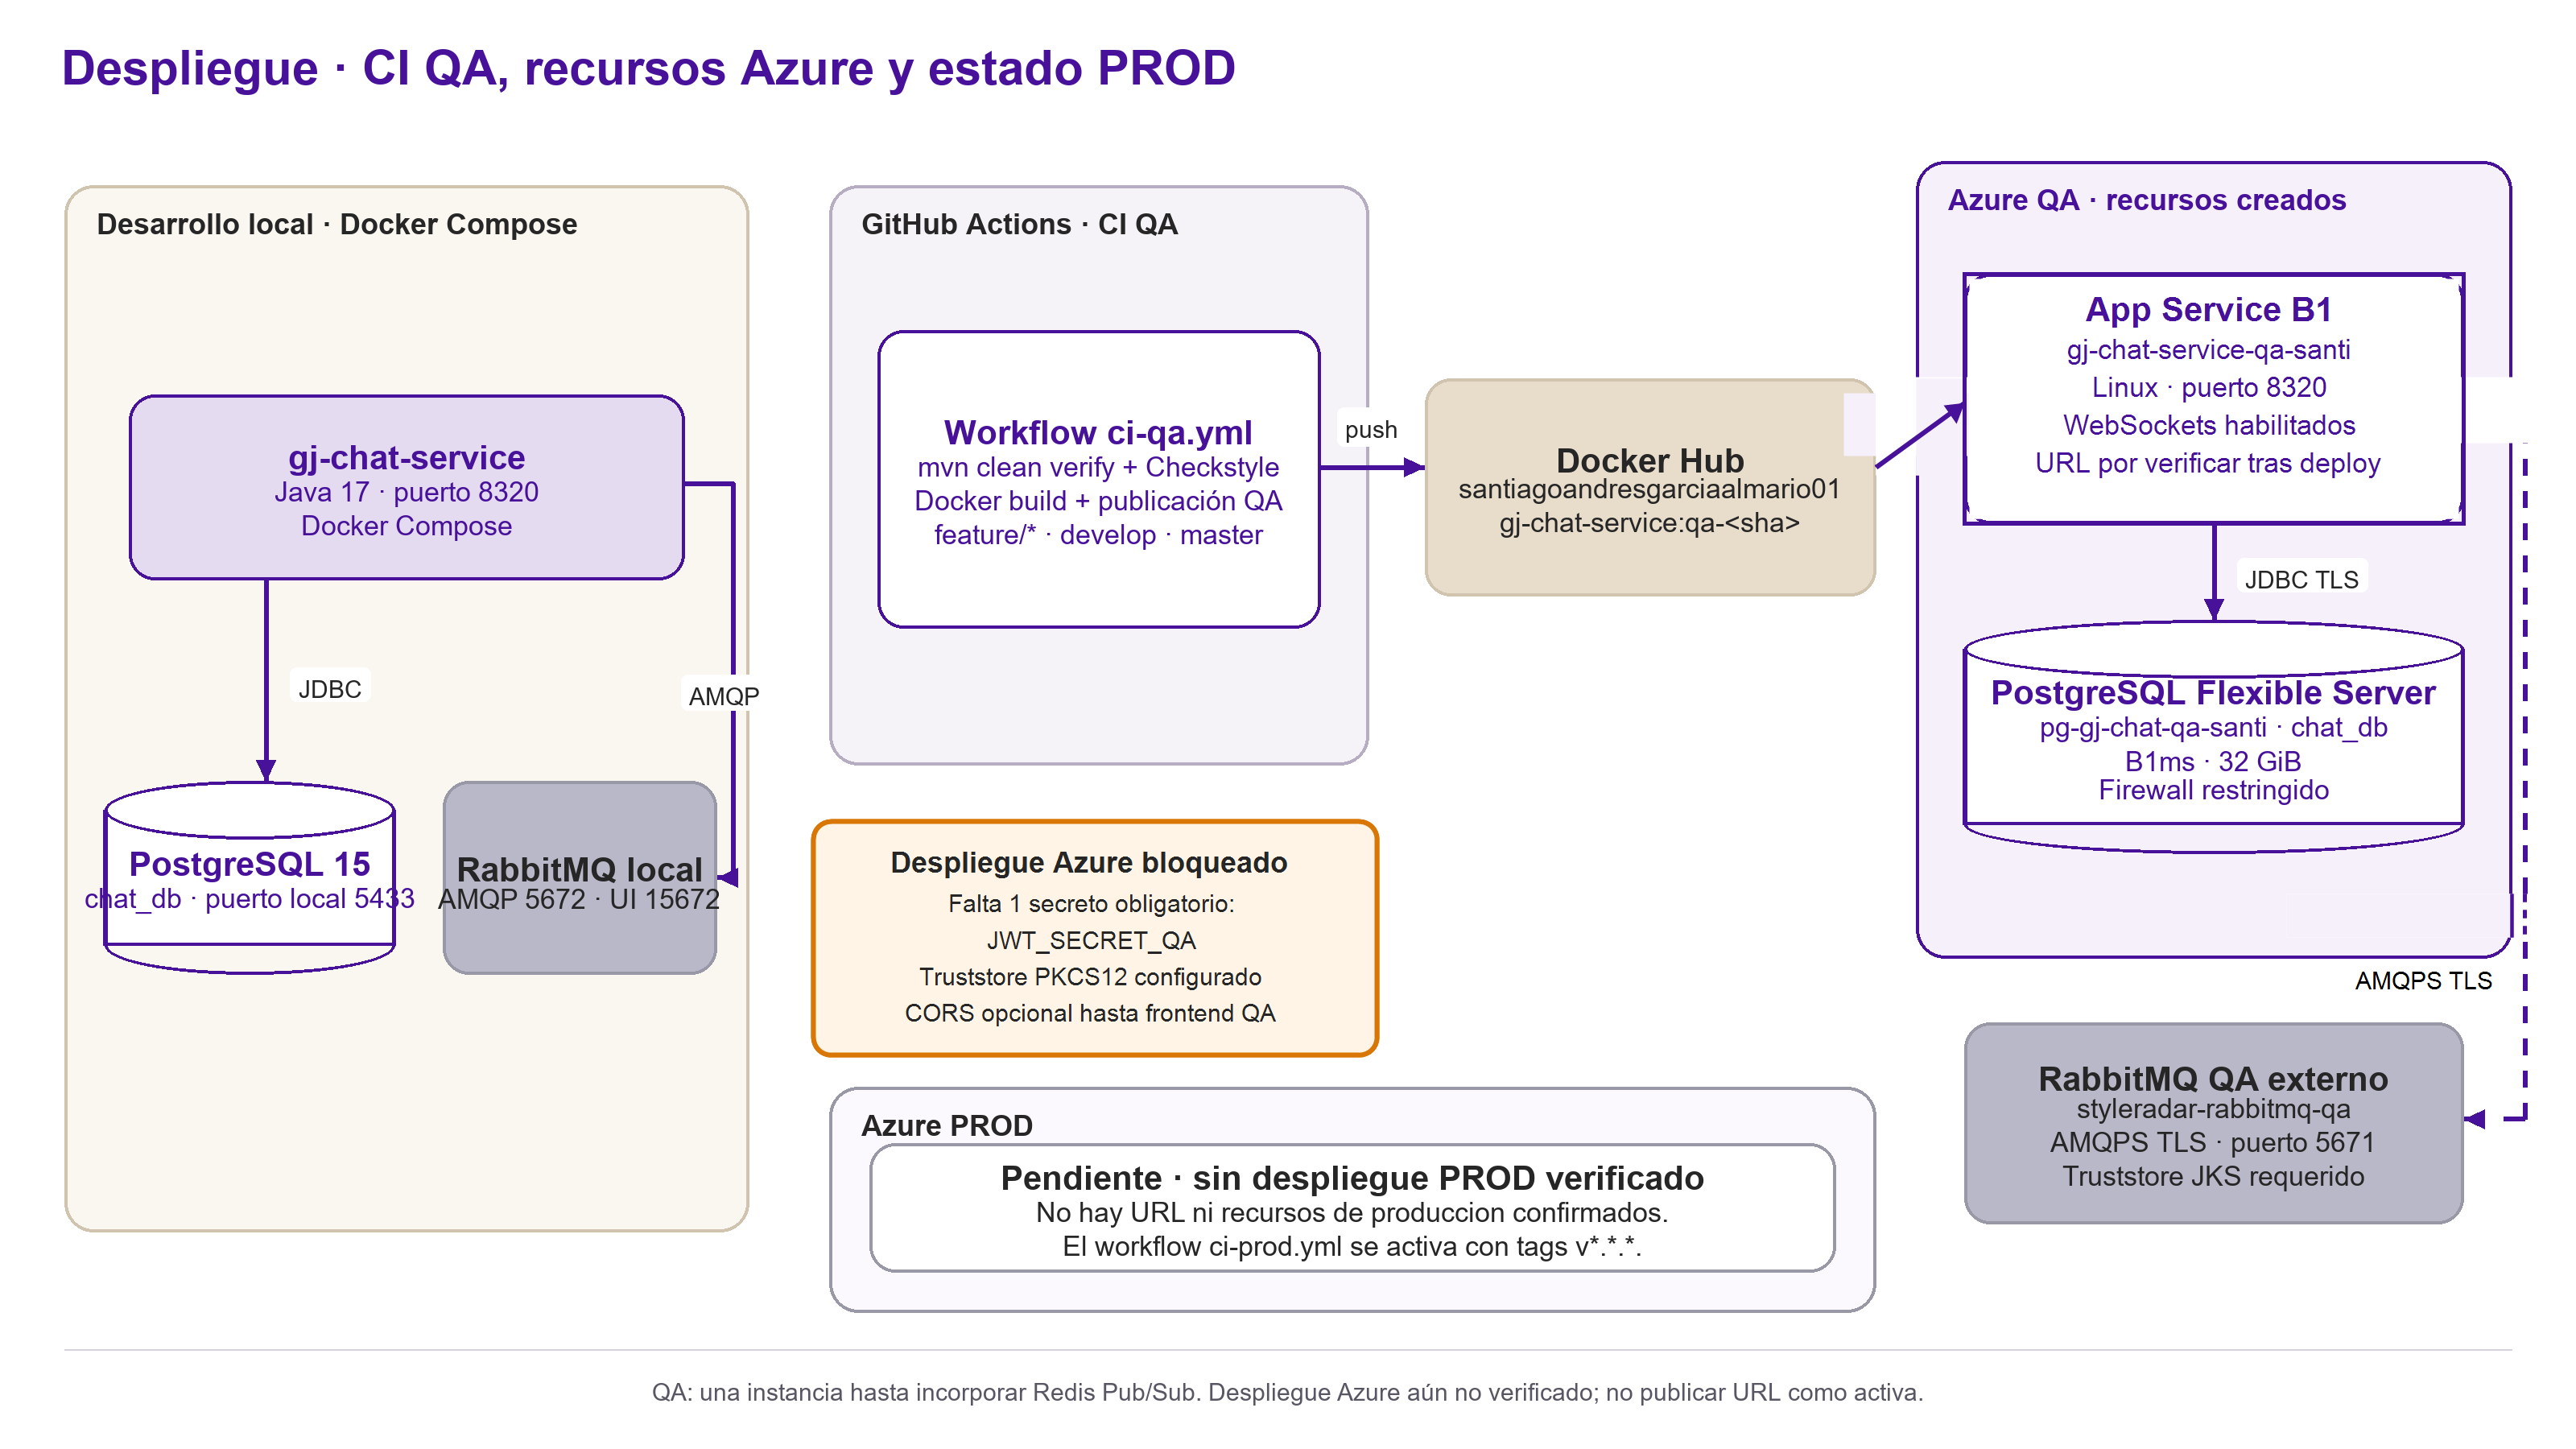 Despliegue · CI QA, recursos Azure y estado PROD
Desarrollo local · Docker Compose
gj-chat-service
Java 17 · puerto 8320
Docker Compose
JDBC
AMQP
PostgreSQL 15
chat_db · puerto local 5433
RabbitMQ local
AMQP 5672 · UI 15672
GitHub Actions · CI QA
Workflow ci-qa.yml
mvn clean verify + Checkstyle
Docker build + publicación QA
feature/* · develop · master
push
Docker Hub
santiagoandresgarciaalmario01
gj-chat-service:qa-<sha>
Despliegue Azure bloqueado
Falta 1 secreto obligatorio:
JWT_SECRET_QA
Truststore PKCS12 configurado
CORS opcional hasta frontend QA
Azure PROD
Pendiente · sin despliegue PROD verificado
No hay URL ni recursos de produccion confirmados.
El workflow ci-prod.yml se activa con tags v*.*.*.
Azure QA · recursos creados
App Service B1
gj-chat-service-qa-santi
Linux · puerto 8320
WebSockets habilitados
URL por verificar tras deploy
JDBC TLS
PostgreSQL Flexible Server
pg-gj-chat-qa-santi · chat_db
B1ms · 32 GiB
Firewall restringido
AMQPS TLS
RabbitMQ QA externo
styleradar-rabbitmq-qa
AMQPS TLS · puerto 5671
Truststore JKS requerido
QA: una instancia hasta incorporar Redis Pub/Sub. Despliegue Azure aún no verificado; no publicar URL como activa.